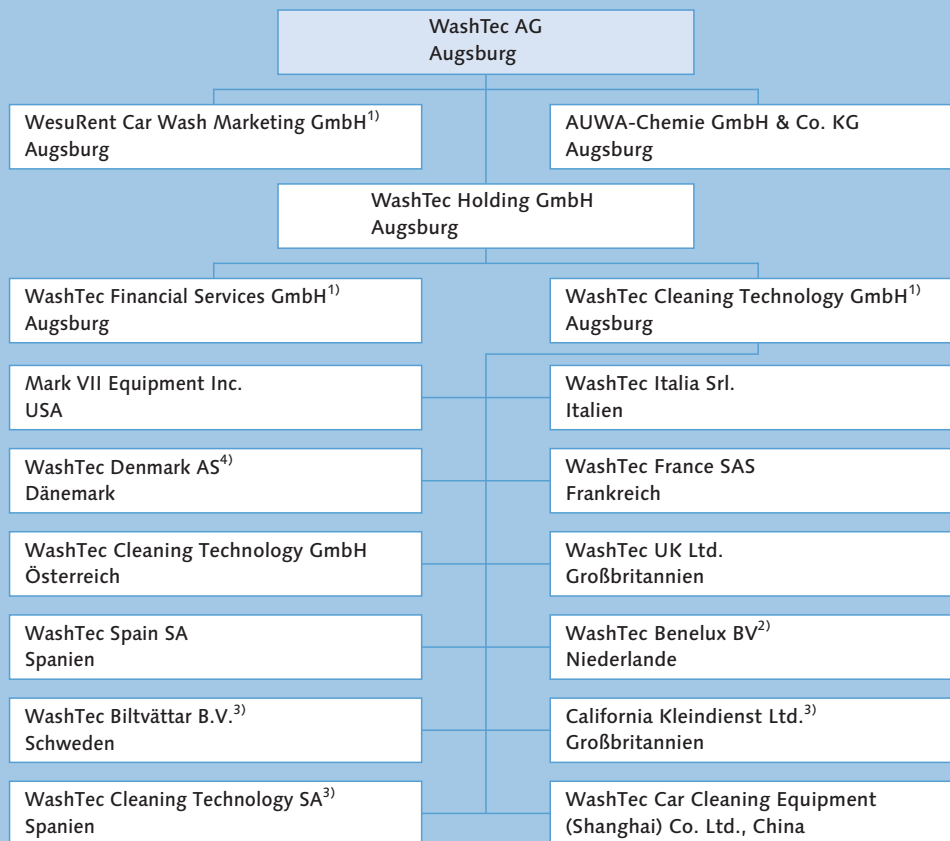 WashTec AG
Augsburg
WesuRent Car Wash Marketing GmbH1)
Augsburg
AUWA-Chemie GmbH & Co. KG
Augsburg
WashTec Holding GmbH
Augsburg
WashTec Financial Services GmbH1)
Augsburg
WashTec Cleaning Technology GmbH1)
Augsburg
Mark VII Equipment Inc.
USA
WashTec Italia Srl.
Italien
WashTec Denmark AS4)
Dänemark
WashTec France SAS
Frankreich
WashTec Cleaning Technology GmbH
Österreich
WashTec UK Ltd.
Großbritannien
WashTec Spain SA
Spanien
WashTec Benelux BV2)
Niederlande
WashTec Biltvättar B.V.3)
Schweden
California Kleindienst Ltd.3)
Großbritannien
WashTec Cleaning Technology SA3)
Spanien
WashTec Car Cleaning Equipment
(Shanghai) Co. Ltd., China